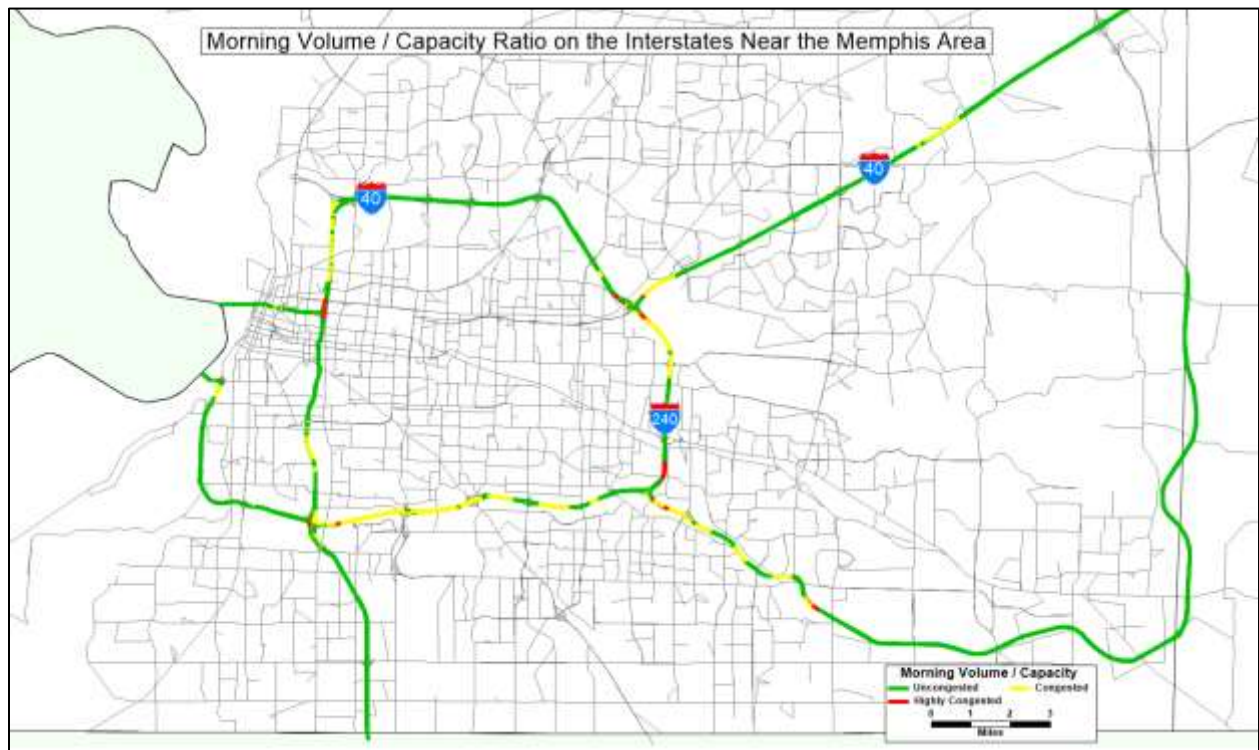 Morning Volume / Capacity Ratio on the Interstates Near the Memphis Area
40
40
240
Morning Volume / Capacity
Uncongested Congested
Highly Congested
0 1 2 3
Miles